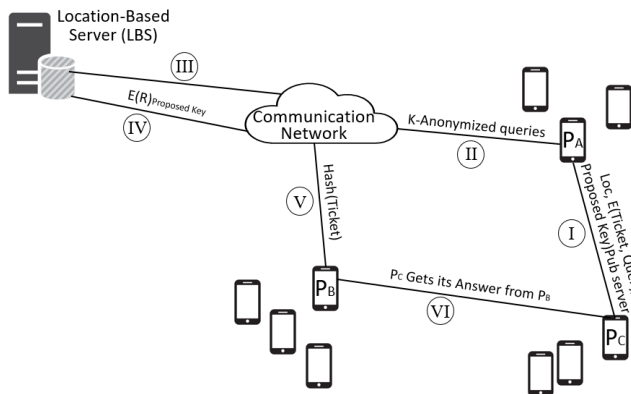 Location-Based
Server (LBS)
III
E(R)Proposed Key
IV
Communication
Network
K-Anonymized queries
II
PA
Loc, E(Ticket, Query,
Proposed Key)Pub server
I
V
Hash(Ticket)
PB
PC Gets its Answer from PB
VI
PC